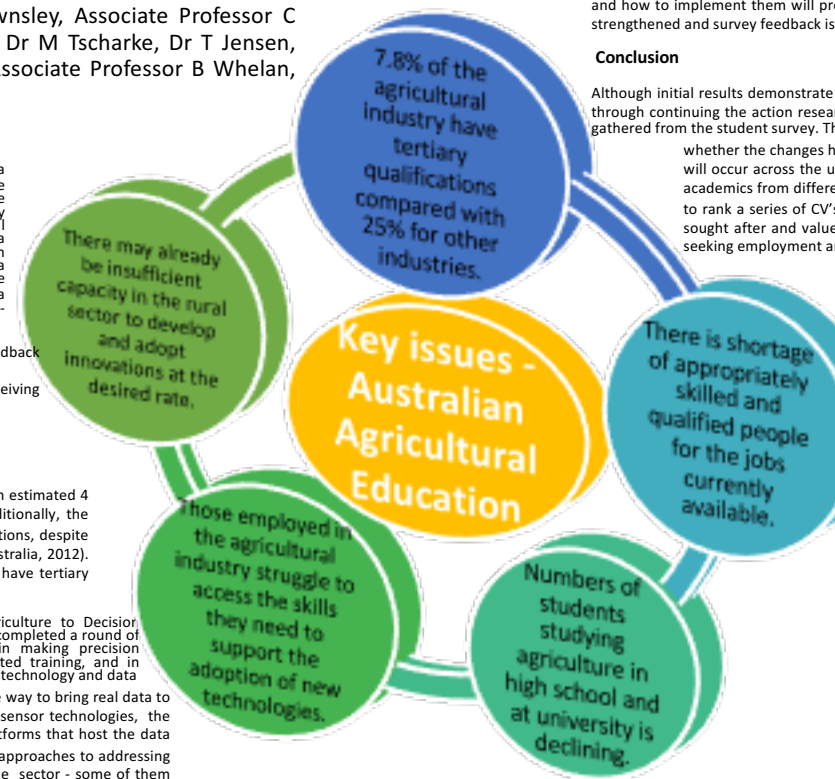 wnsley, Associate Professor C
Dr M Tscharke, Dr T Jensen,
ssociate Professor B Whelan,
a
e
e
y
l
a
n
a
e
a
-
dback
eiving
n estimated 4
ditionally, the
tions, despite
stralia, 2012).
have tertiary
riculture to Decision
completed a round of
in making precision
ted training, and in
technology and data
e way to bring real data to
sensor technologies, the
tforms that host the data
approaches to addressing
e sector - some of them
7.8% of the
agricultural
industry have
tertiary
qualifications
compared with
25% for other
industries.
There is shortage
of appropriately
skilled and
qualified people
for the jobs
currently
available.
Numbers of
students
studying
agriculture in
high school and
at university is
declining.
Those employed in
the agricultural
industry struggle to
access the skills
they need to
support the
adoption of new
technologies.
There may already
be insufficient
capacity in the rural
sector to develop
and adopt
innovations at the
desired rate.
Key issues -
Australian
Agricultural
Education
and how to implement them will pr
strengthened and survey feedback is
Conclusion
Although initial results demonstrate
through continuing the action resear
gathered from the student survey. Th
whether the changes h
will occur across the u
academics from differe
to rank a series of CV's
sought after and value
seeking employment a